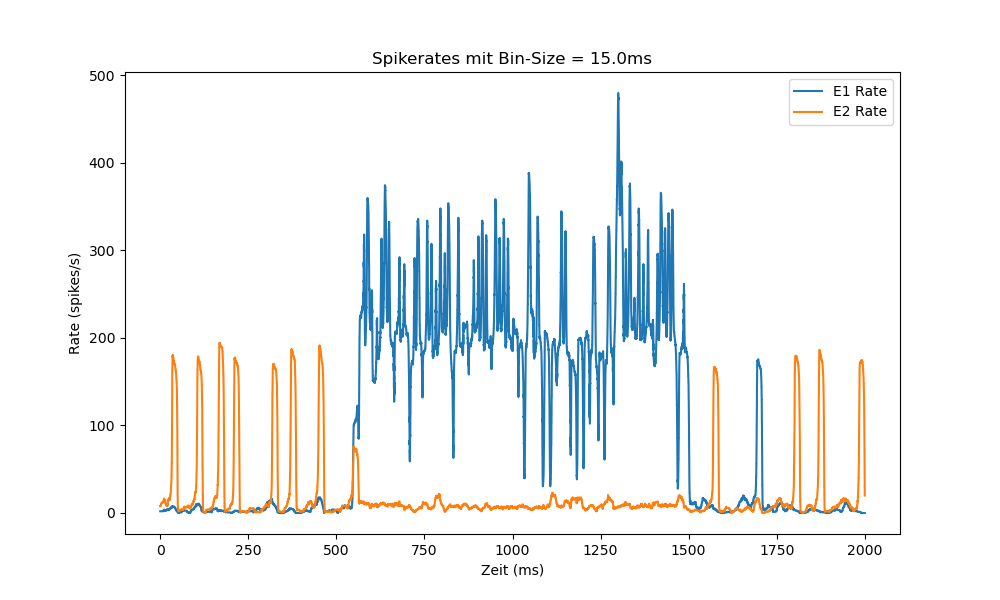 Spikerates mit Bin-Size = 15.0ms
500
400
300
200
100
0
Rate (spikes/s)
E1 Rate
E2 Rate
0 250 500 750 1000 1250 1500 1750 2000
Zeit (ms)